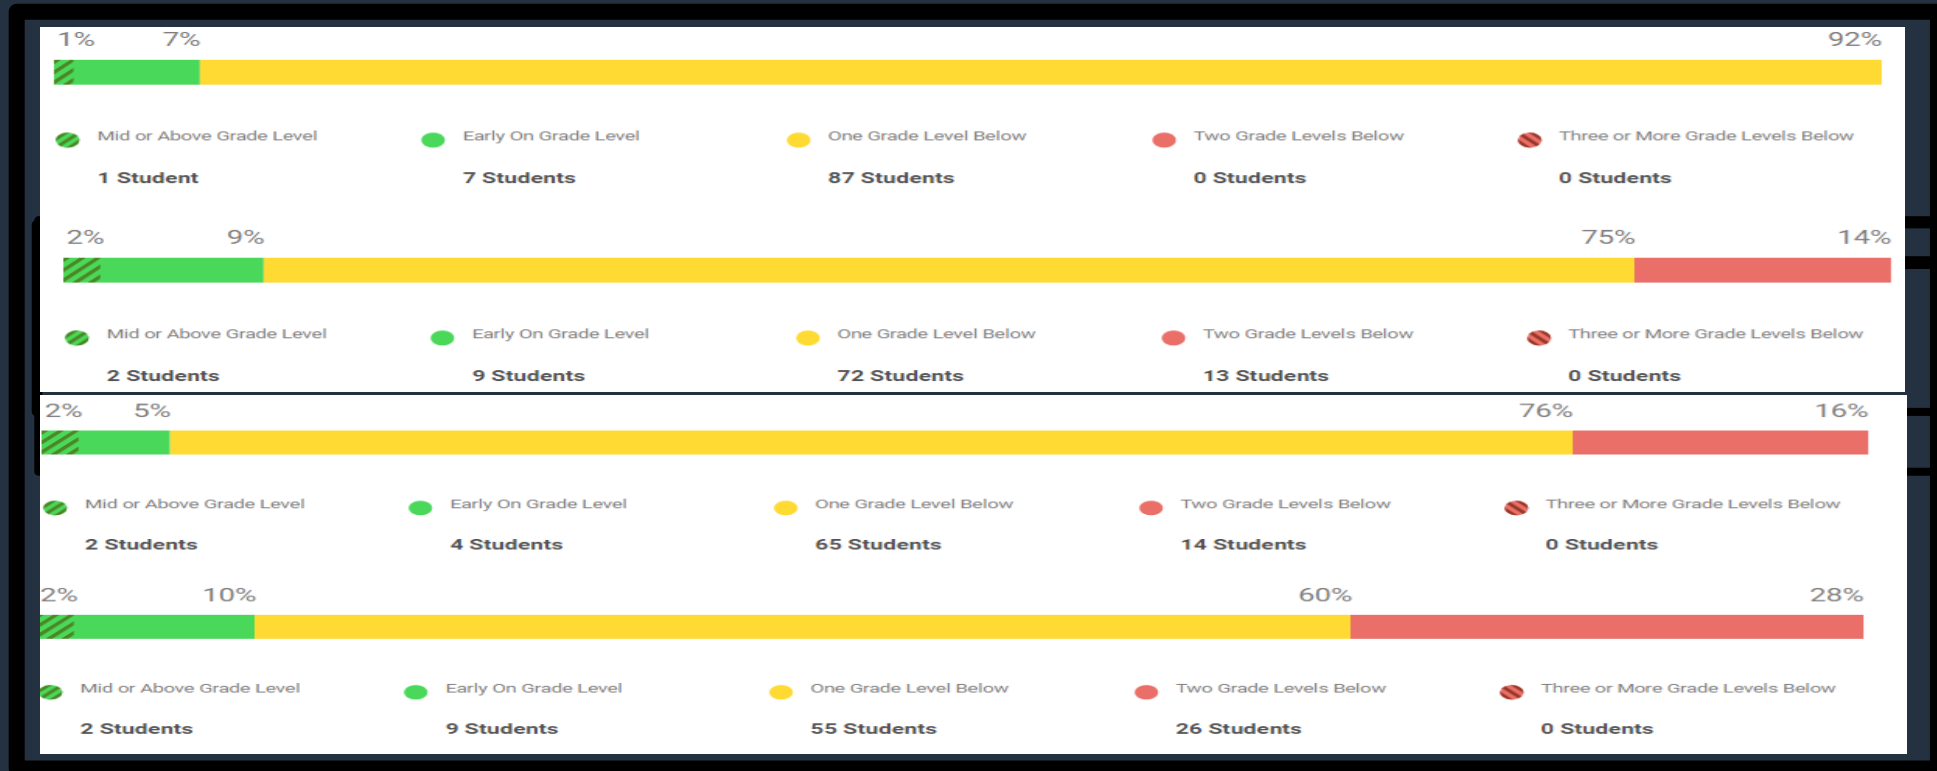 1% 7% 92%
Mid or Above Grade Level Early On Grade Level One Grade Level Below Two Grade Levels Below Three or More Grade Levels Below
1 Student 7 Students 87 Students 0 Students 0 Students
2% 9% 75% 14%
Mid or Above Grade Level Early On Grade Level One Grade Level Below Two Grade Levels Below Three or More Grade Levels Below
2 Students 9 Students 72 Students 13 Students 0 Students
2% 5% 76% 16%
Mid or Above Grade Level Early On Grade Level One Grade Level Below Two Grade Levels Below Three or More Grade Levels Below
2 Students 4 Students 65 Students 14 Students 0 Students
2% 10% 60% 28%
Mid or Above Grade Level Early On Grade Level One Grade Level Below Two Grade Levels Below Three or More Grade Levels Below
2 Students 9 Students 55 Students 26 Students 0 Students